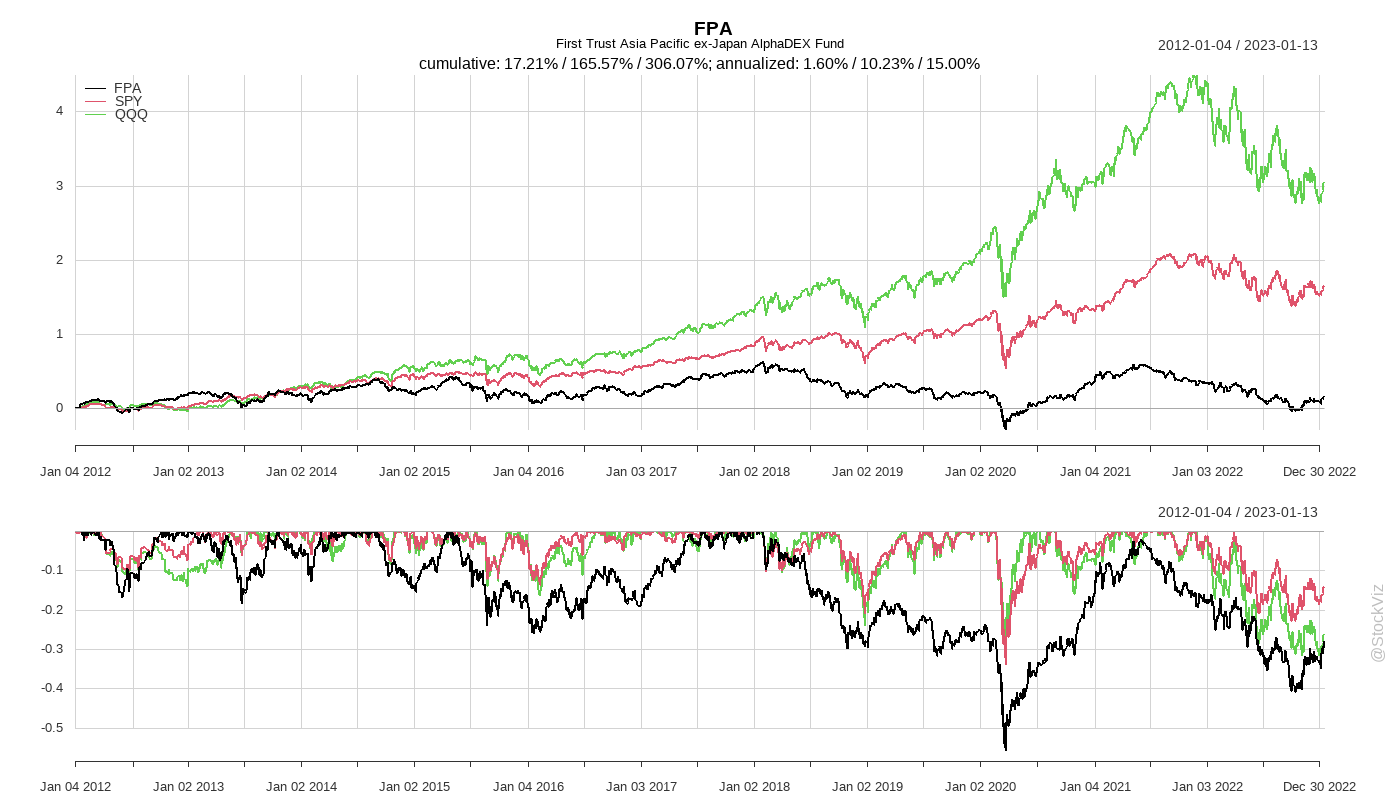 FPA
First Trust Asia Pacific ex-Japan AlphaDEX Fund
2012-01-04 / 2023-01-13
cumulative: 17.21% / 165.57% / 306.07%; annualized: 1.60% / 10.23% / 15.00%
FPA
SPY
QQQ
4
3
2
1
0
Jan 04 2012 Jan 02 2013 Jan 02 2014 Jan 02 2015 Jan 04 2016 Jan 03 2017 Jan 02 2018 Jan 02 2019 Jan 02 2020 Jan 04 2021 Jan 03 2022 Dec 30 2022
2012-01-04 / 2023-01-13
-0.1
-0.2
-0.3
-0.4
-0.5
Jan 04 2012 Jan 02 2013 Jan 02 2014 Jan 02 2015 Jan 04 2016 Jan 03 2017 Jan 02 2018 Jan 02 2019 Jan 02 2020 Jan 04 2021 Jan 03 2022 Dec 30 2022
@StockViz